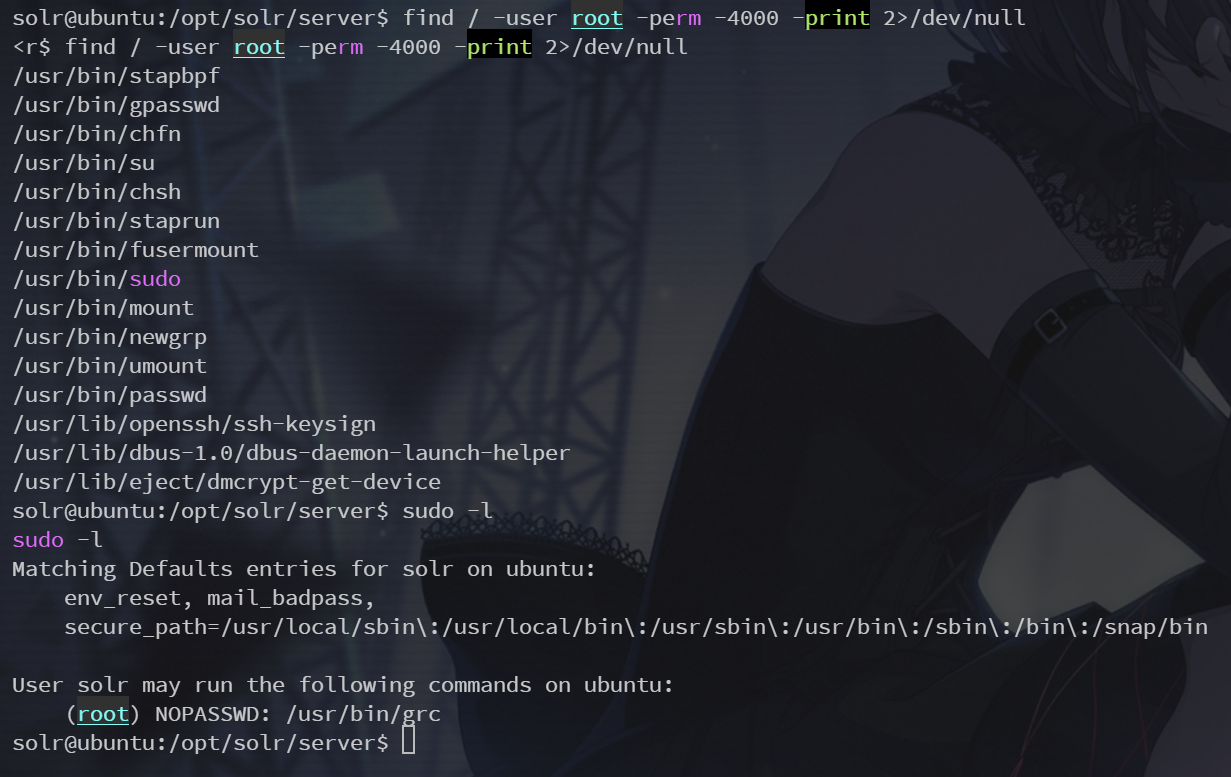 solr@ubuntu:/opt/solr/server$ find / -user root -perm -4000 -print 2>/dev/null
<r$ find / -user root -perm -4000 -print 2>/dev/null
/usr/bin/stapbpf
/usr/bin/gpasswd
/usr/bin/chfn
/usr/bin/su
/usr/bin/chsh
/usr/bin/staprun
/usr/bin/fusermount
/usr/bin/sudo
/usr/bin/mount
/usr/bin/newgrp
/usr/bin/umount
/usr/bin/passwd
/usr/lib/openssh/ssh-keysign
/usr/lib/dbus-1.0/dbus-daemon-launch-helper
/usr/lib/eject/dmcrypt-get-device
solr@ubuntu:/opt/solr/server$ sudo -l
sudo -l
Matching Defaults entries for solr on ubuntu:
    env_reset, mail_badpass,
    secure_path=/usr/local/sbin\:/usr/local/bin\:/usr/sbin\:/usr/bin\:/sbin\:/bin\:/snap/bin

User solr may run the following commands on ubuntu:
    (root) NOPASSWD: /usr/bin/grc
solr@ubuntu:/opt/solr/server$